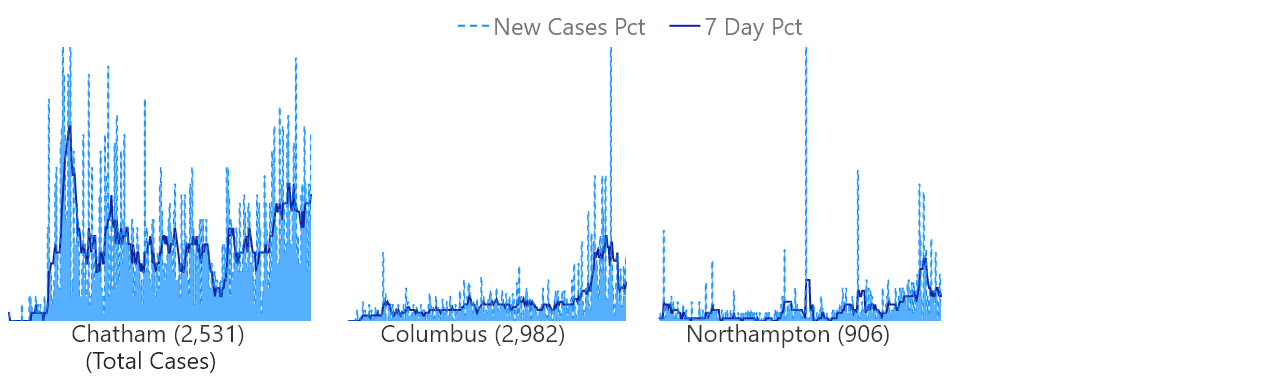 New Cases Pct 7 Day Pct
Chatham (2,531) Columbus (2,982) Northampton (906)
(Total Cases)